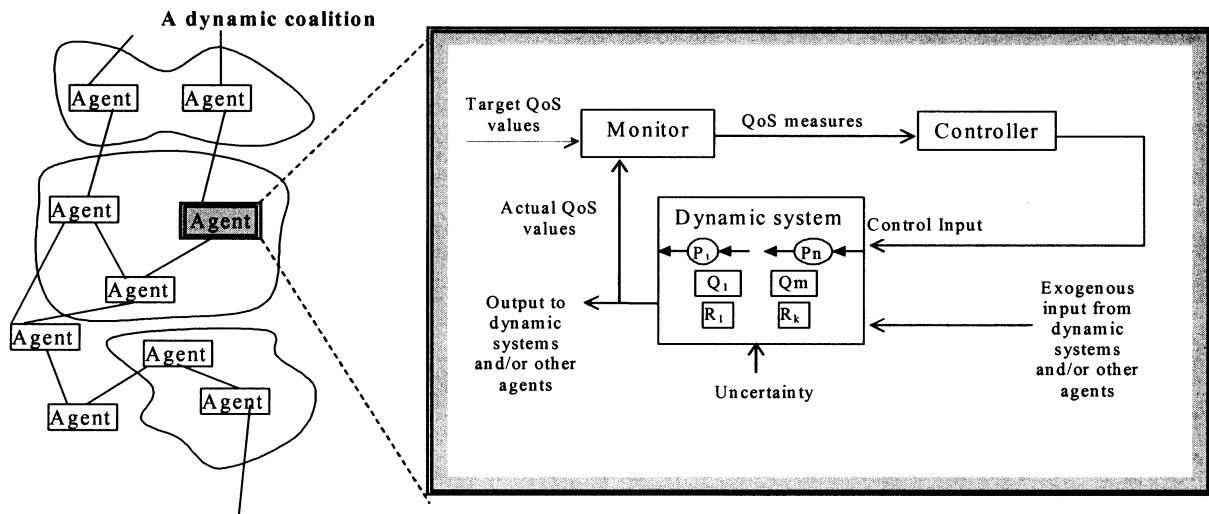 A dynamic coalition
Agent
Agent
Agent
Agent
Agent
Agent
Agent
Agent
Agent
Target QoS
values
Monitor
QoS measures
Controller
Actual QoS
values
Dynamic system
Control Input
P1
Pn
Q1
Qm
R1
Rk
Output to
dynamic
systems
and/or other
agents
Uncertainty
Exogenous
input from
dynamic
systems
and/or other
agents